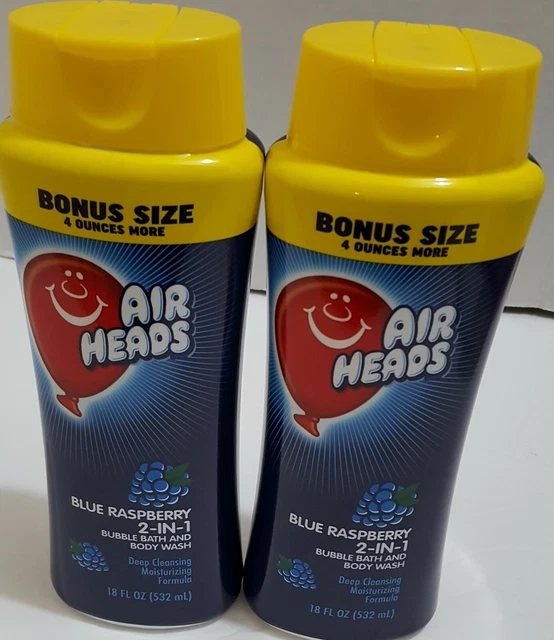 BONUS SIZE
4 OUNCES MORE
AIR
HEADS
BLUE RASPBERRY
2-IN-1
BUBBLE BATH AND
BODY WASH
Deep Cleansing
Moisturizing
Formula
18 FL OZ (532 mL)
BONUS SIZE
4 OUNCES MORE
AIR
HEADS
BLUE RASPBERRY
2-IN-1
BUBBLE BATH AND
BODY WASH
Deep Cleansing
Moisturizing
Formula
18 FL OZ (532 mL)